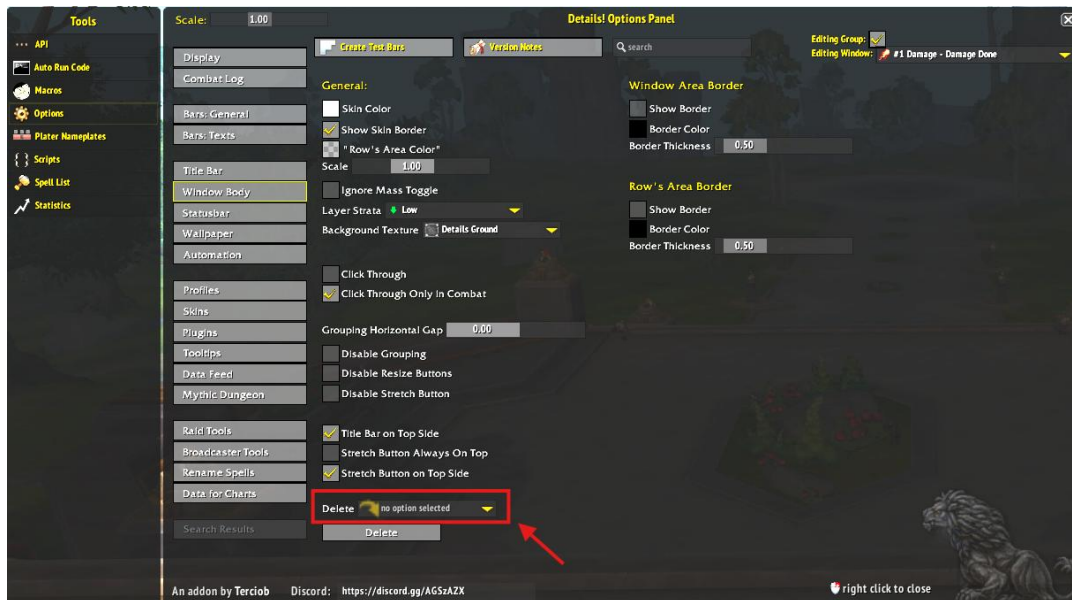 Tools
API
Auto Run Code
Macros
Options
Plater Nameplates
Scripts
Spell List
Statistics
Scale: 1.00
Details! Options Panel
Display
Combat Log
Bars: General
Bars: Texts
Title Bar
Window Body
Statusbar
Wallpaper
Automation
Profiles
Skins
Plugins
Tooltips
Data Feed
Mythic Dungeon
Raid Tools
Broadcaster Tools
Rename Spells
Data for Charts
Search Results
Create Test Bars
Version Notes
search
Editing Group:
Editing Window: #1 Damage - Damage Done
General:
Skin Color
Show Skin Border
"Row's Area Color"
Scale 1.00
Ignore Mass Toggle
Layer Strata Low
Background Texture Details Ground
Click Through
Click Through Only in Combat
Grouping Horizontal Gap 0.00
Disable Grouping
Disable Resize Buttons
Disable Stretch Button
Title Bar on Top Side
Stretch Button Always On Top
Stretch Button on Top Side
Delete no option selected
Delete
Window Area Border
Show Border
Border Color
Border Thickness 0.50
Row's Area Border
Show Border
Border Color
Border Thickness 0.50
An addon by Terciob Discord: https://discord.gg/AGSzAZX
right click to close